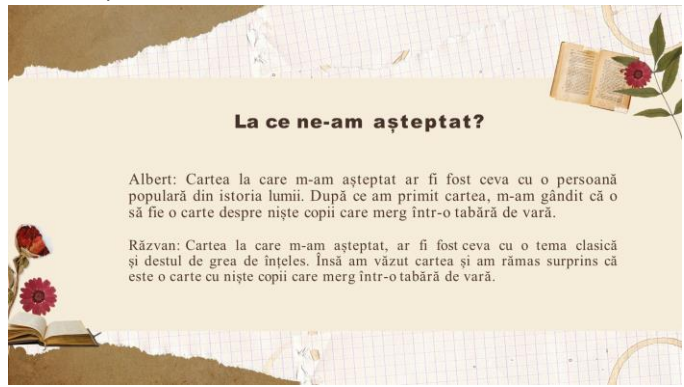 La ce ne-am așteptat?
Albert: Cartea la care m-am așteptat ar fi fost ceva cu o persoană
populară din istoria lumii. După ce am primit cartea, m-am gândit că o
să fie o carte despre niște copii care merg într-o tabără de vară.
Răzvan: Cartea la care m-am așteptat, ar fi fost ceva cu o tema clasică
și destul de grea de înțeles. Însă am văzut cartea și am rămas surprins că
este o carte cu niște copii care merg într-o tabără de vară.